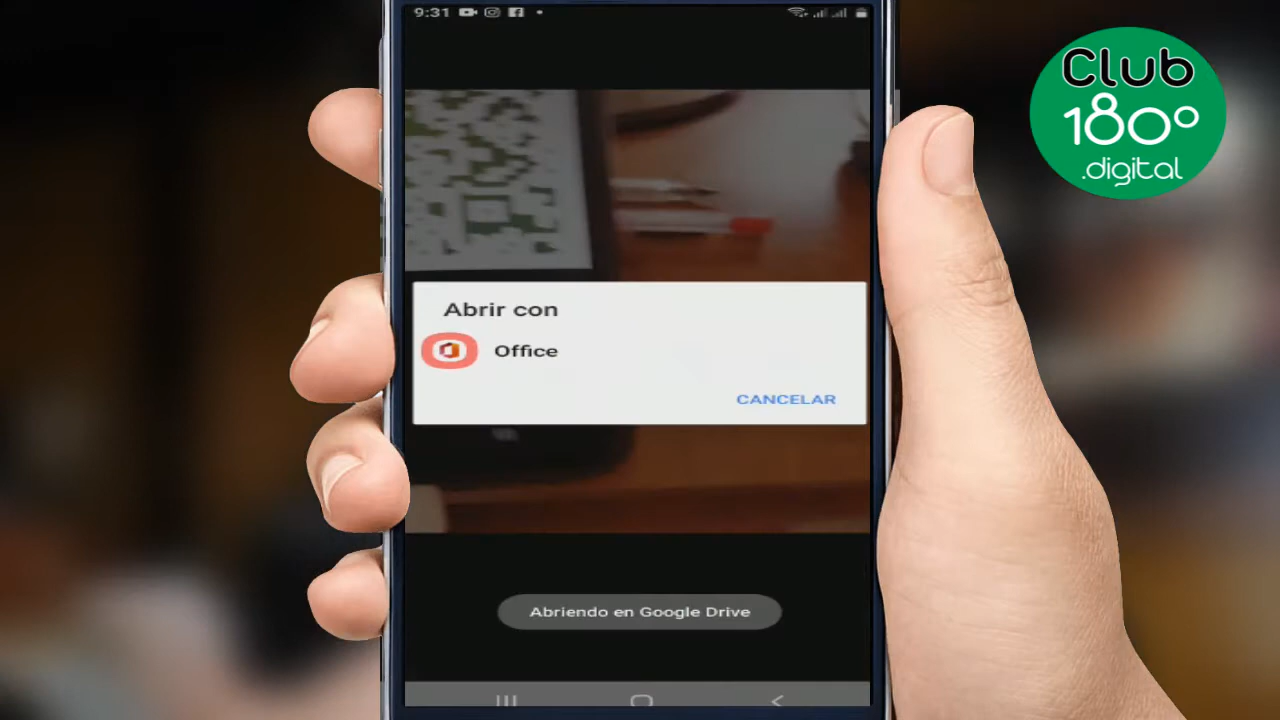 9:31
Club
180°
.digital
Abrir con
Office
CANCELAR
Abriendo en Google Drive